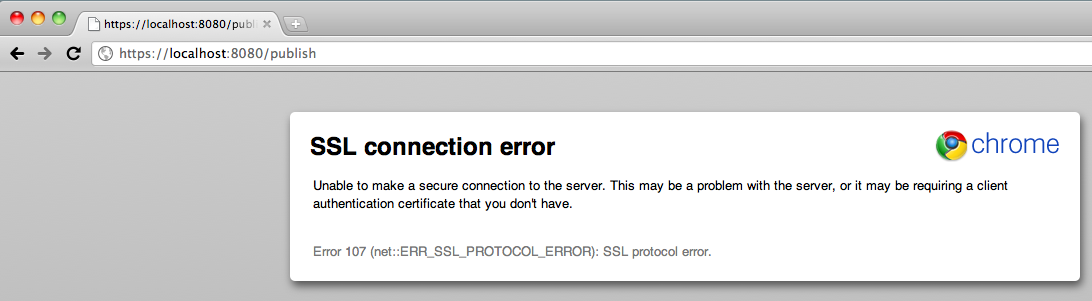 https://localhost:8080/publ
https://localhost:8080/publish
SSL connection error
chrome
Unable to make a secure connection to the server. This may be a problem with the server, or it may be requiring a client
authentication certificate that you don't have.
Error 107 (net::ERR_SSL_PROTOCOL_ERROR): SSL protocol error.